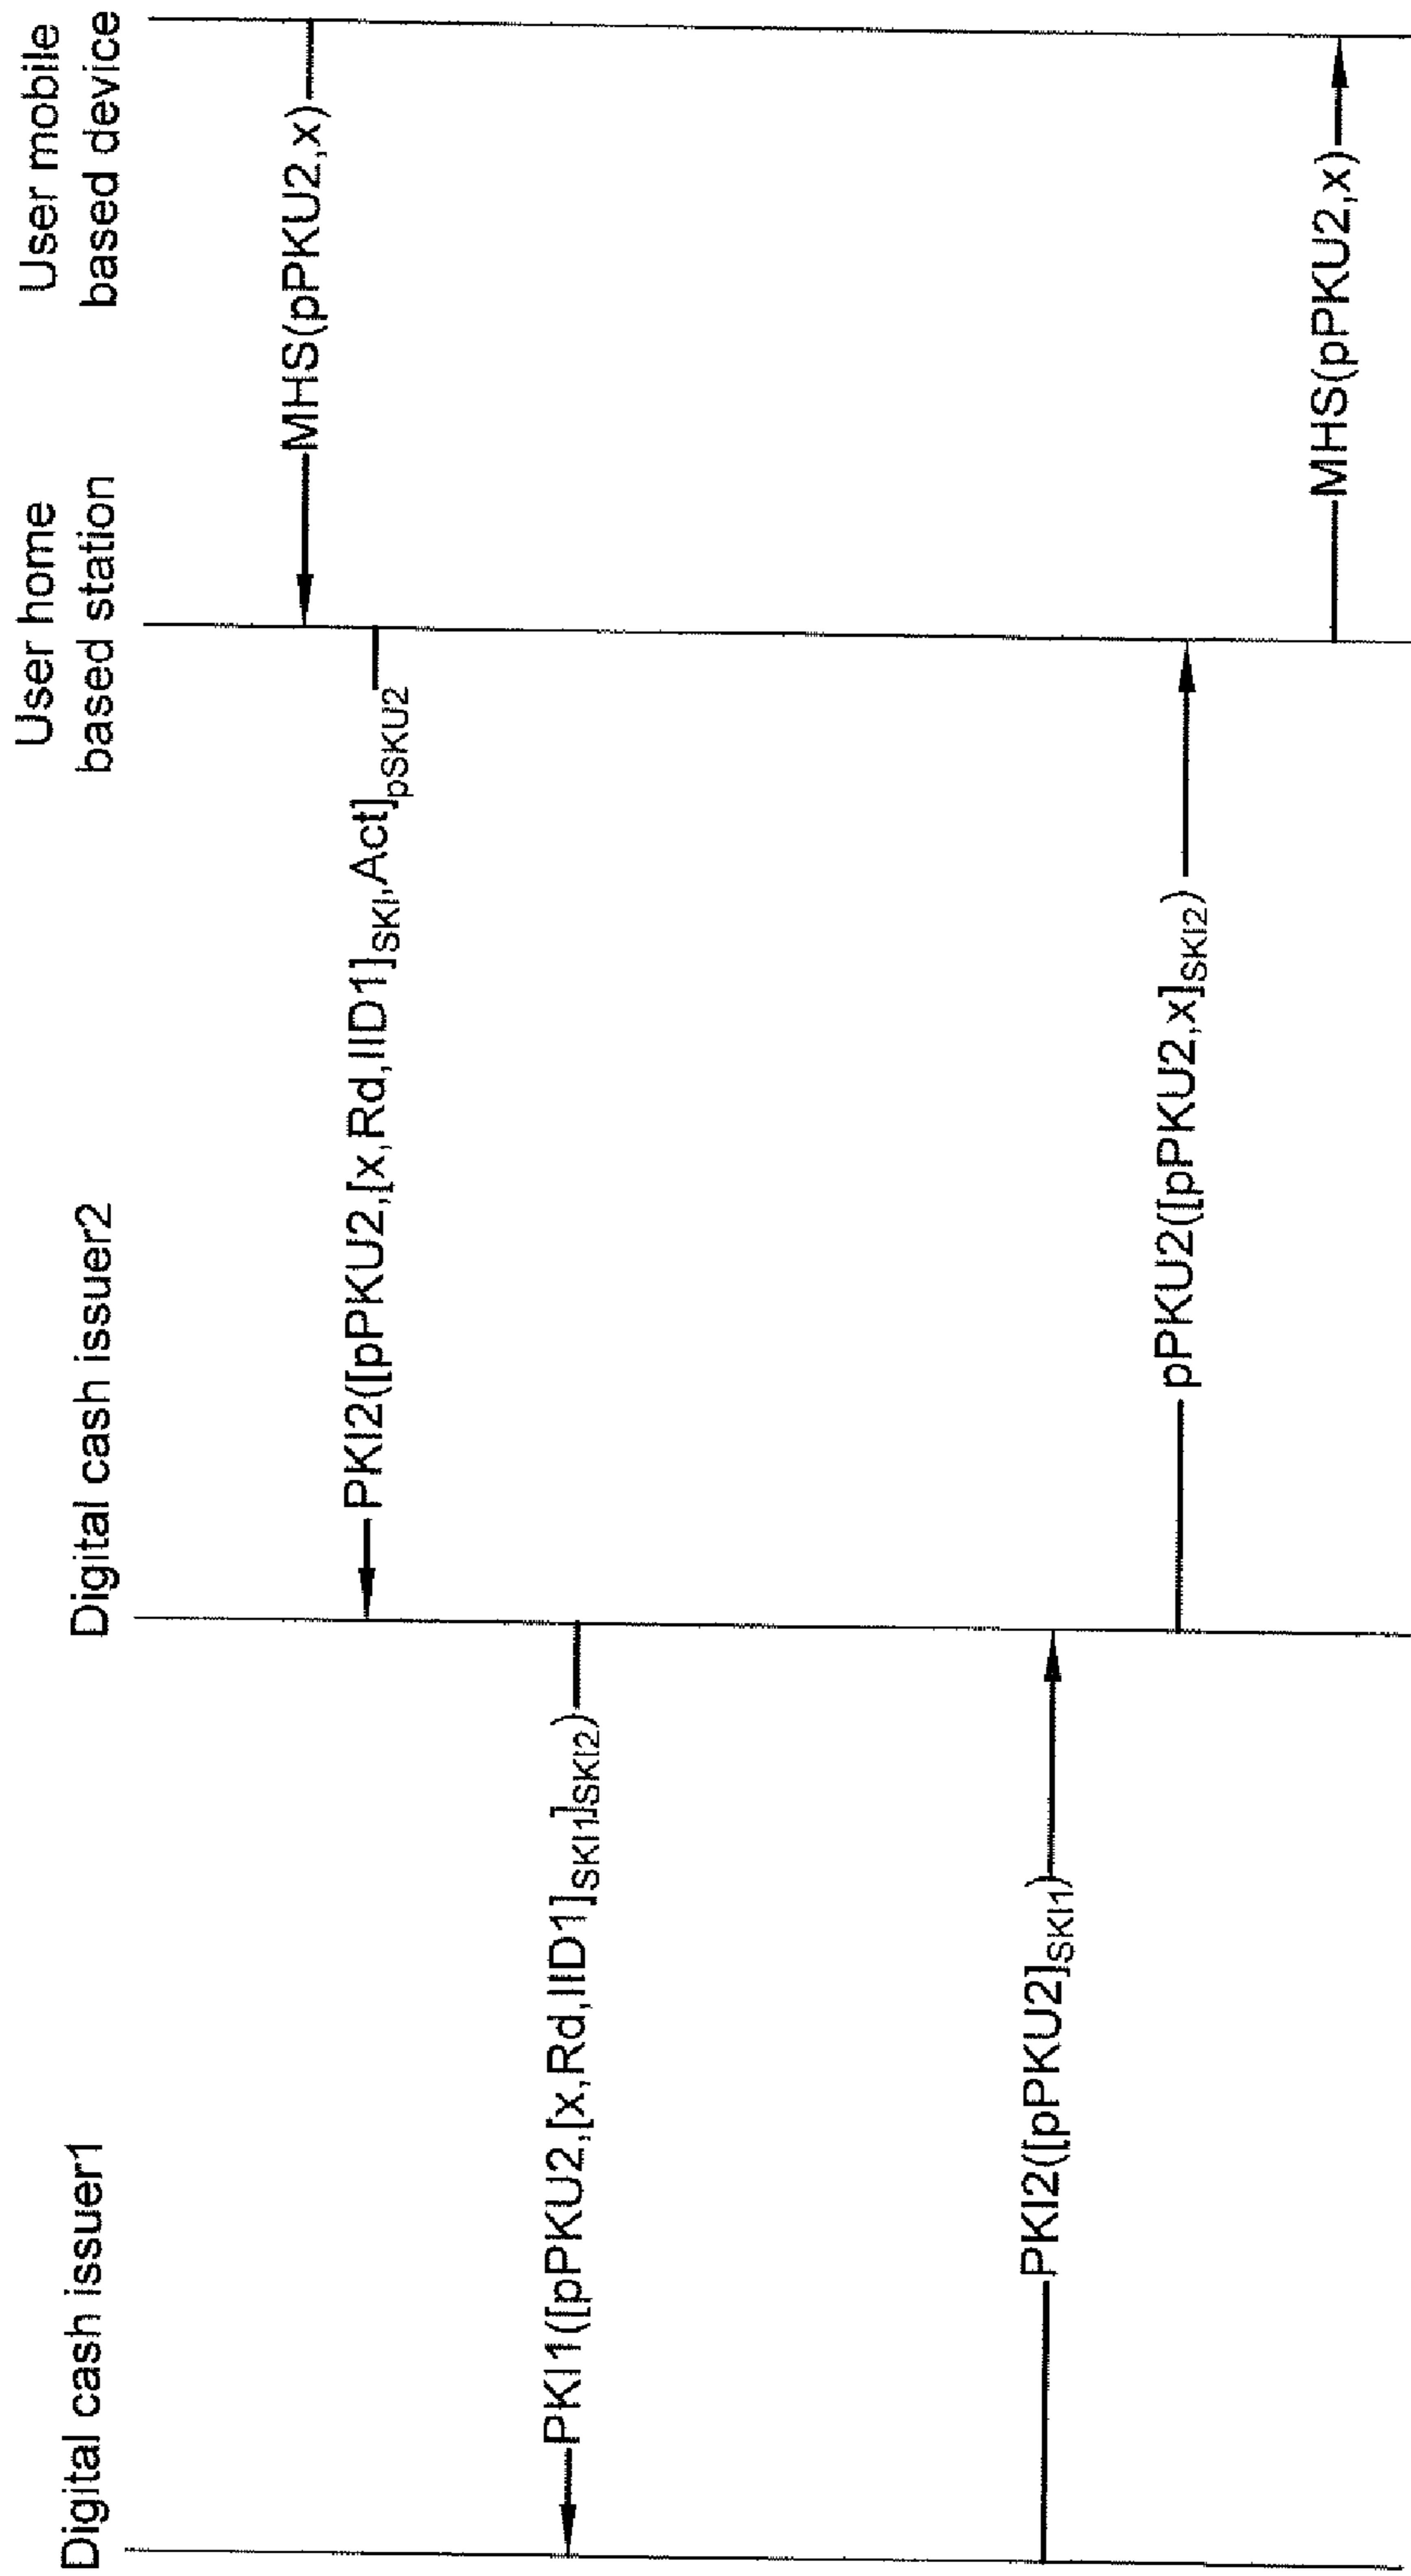 Digital cash issuer1
Digital cash issuer2
User home
based station
User mobile
based device
MHS(pPKU2,x)
PKI2([pPKU2,[x,Rd,IID1]SKI,Act]pSKU2
PKI1([pPKU2,[x,Rd,IID1]SKI1]SKI2)
PKI2([pPKU2]SKI1)
pPKU2([pPKU2,x]SKI2)
MHS(pPKU2,x)